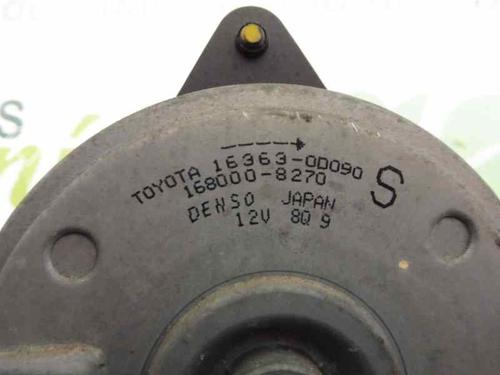 TOYOTA 16363-0D090
168000-8270
S
DENSO JAPAN
12V 8Q 9